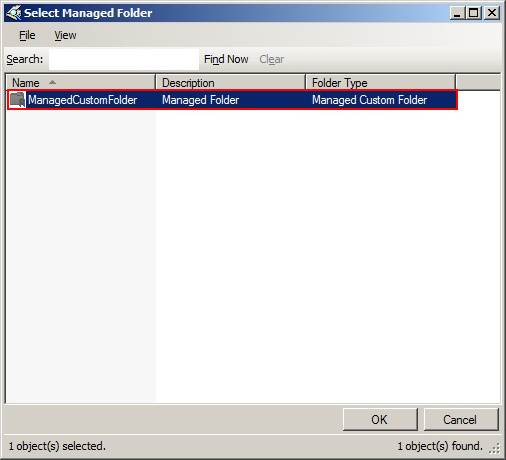 Select Managed Folder
File View
Search: Find Now Clear
Name Description Folder Type
ManagedCustomFolder Managed Folder Managed Custom Folder
OK Cancel
1 object(s) selected. 1 object(s) found.